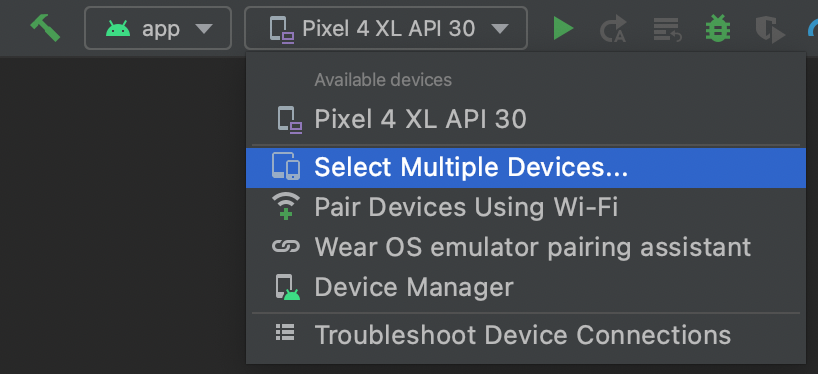 app
Pixel 4 XL API 30
Available devices
Pixel 4 XL API 30
Select Multiple Devices...
Pair Devices Using Wi-Fi
Wear OS emulator pairing assistant
Device Manager
Troubleshoot Device Connections